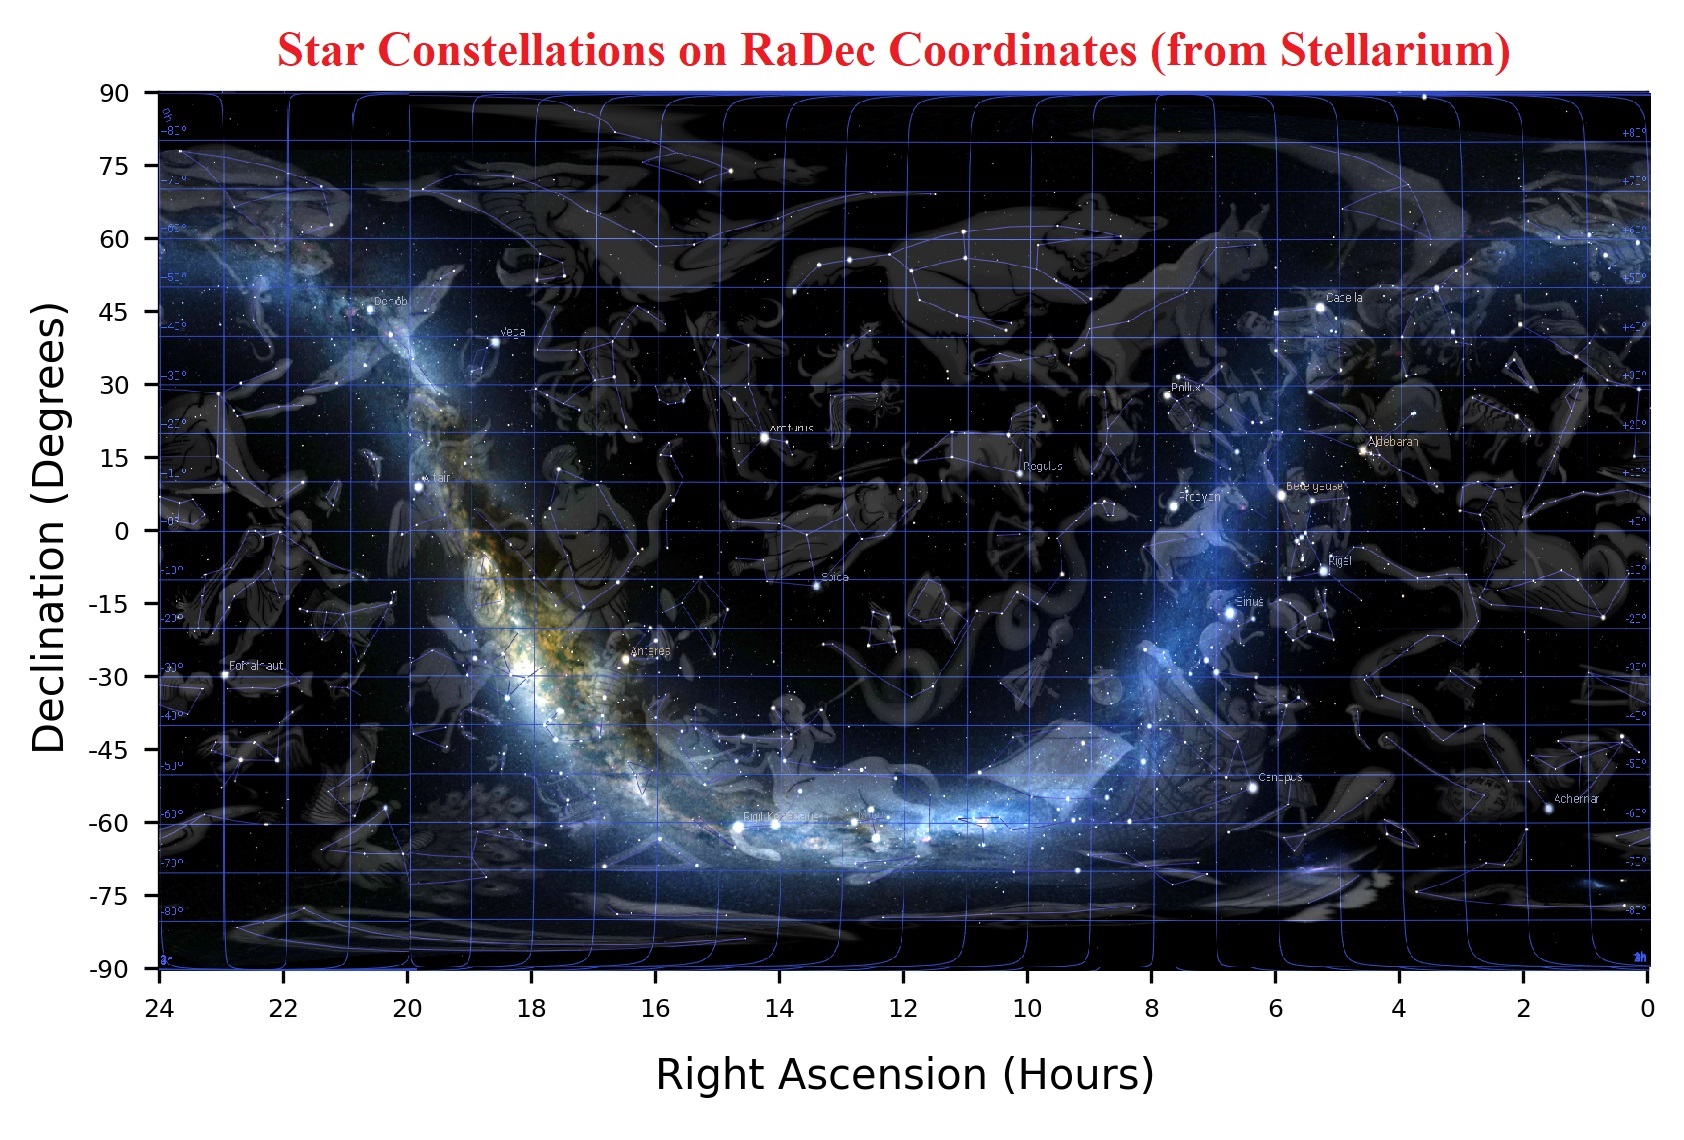 Star Constellations on RaDec Coordinates (from Stellarium)
Declination (Degrees)
90
75
60
45
30
15
0
-15
-30
-45
-60
-75
-90
Deneb
Vega
Capella
Pollux
Arcturus
Aldebaran
Regulus
Altair
Procyon
Betelgeuse
Rigel
Spica
Sirius
Antares
Fomalhaut
Canopus
Achernar
24
22
20
18
16
14
12
10
8
6
4
2
0
Right Ascension (Hours)